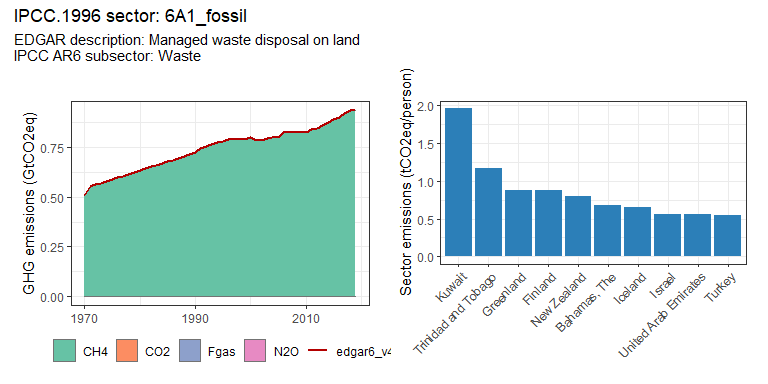 IPCC.1996 sector: 6A1_fossil
EDGAR description: Managed waste disposal on land
IPCC AR6 subsector: Waste
GHG emissions (GtCO2eq)
0.75
0.50
0.25
0.00
1970
1990
2010
CH4
CO2
Fgas
N2O
edgar6_v4
Sector emissions (tCO2eq/person)
2.0
1.5
1.0
0.5
0.0
Kuwait
Trinidad and Tobago
Greenland
Finland
New Zealand
Bahamas, The
Iceland
Israel
United Arab Emirates
Turkey